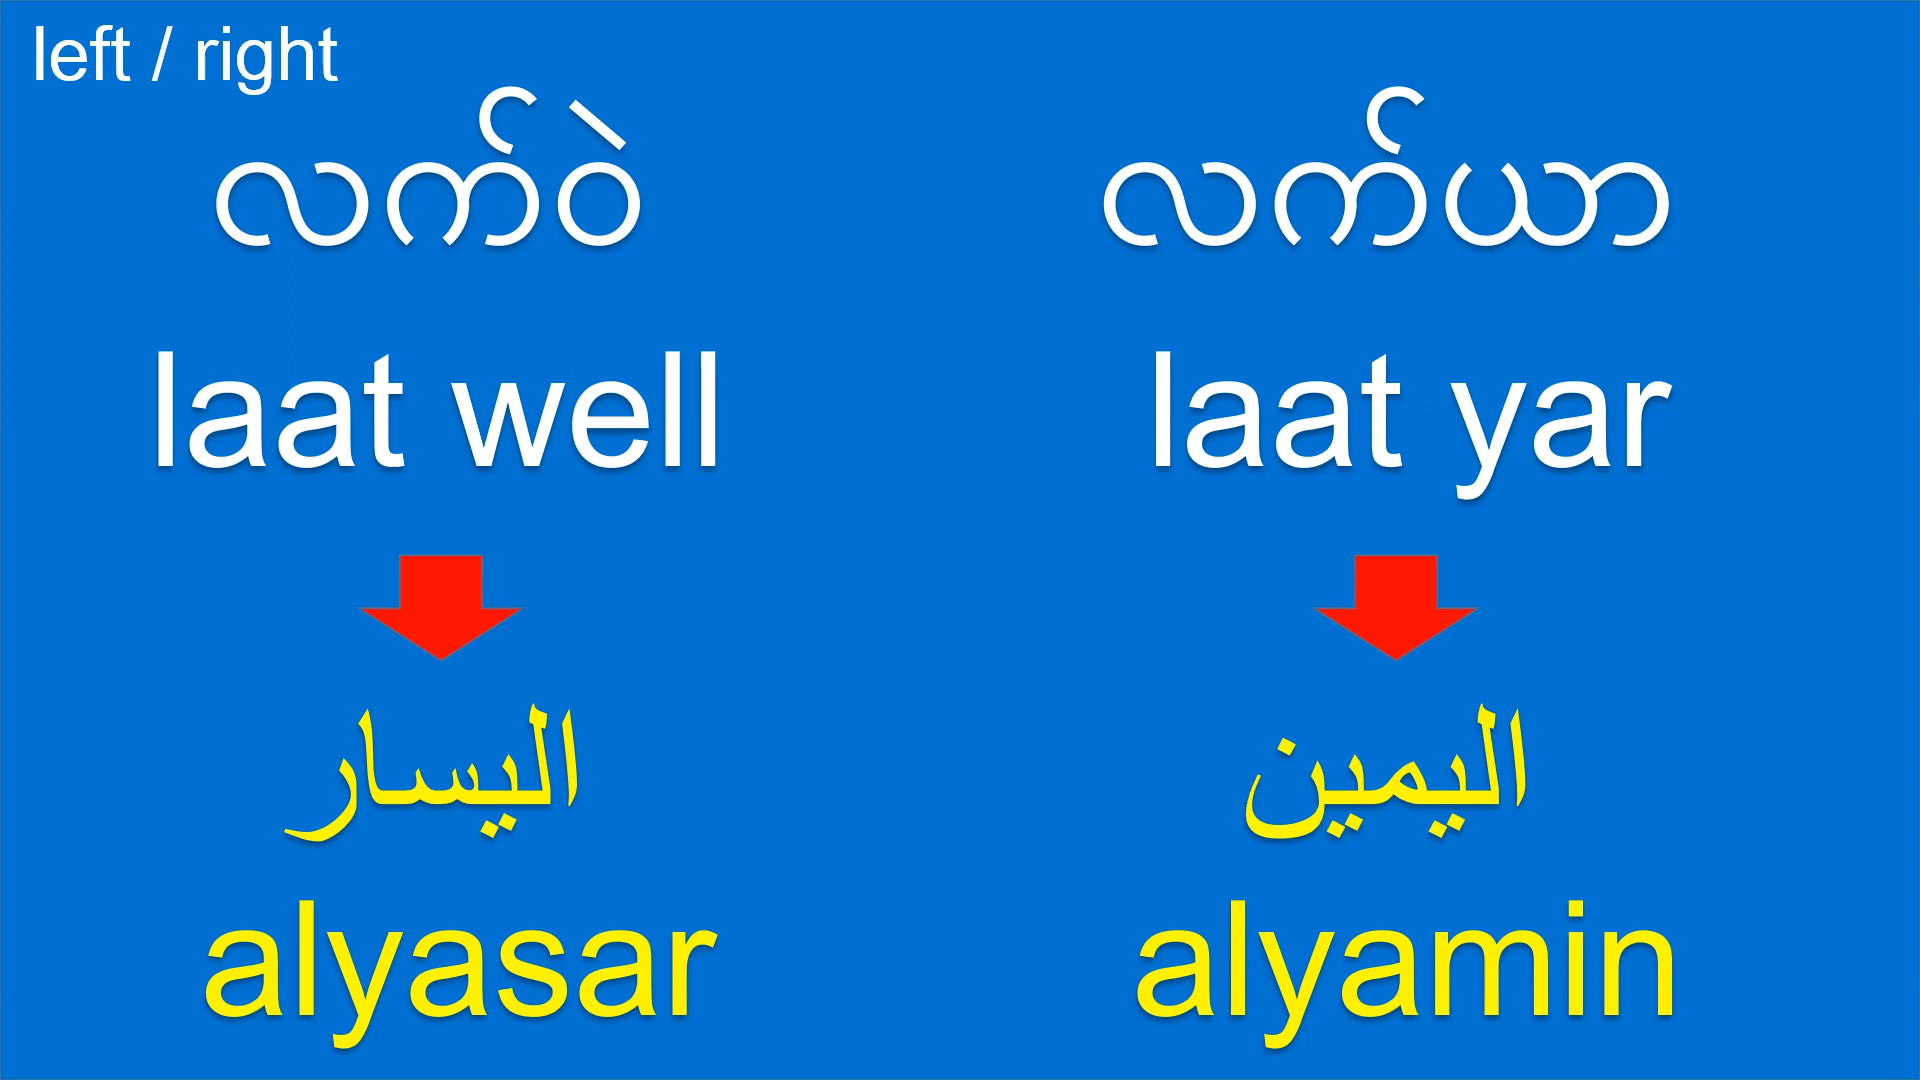 left / right
လက်ဝဲ
လက်ယာ
laat well
laat yar
اليسار
اليمين
alyasar
alyamin